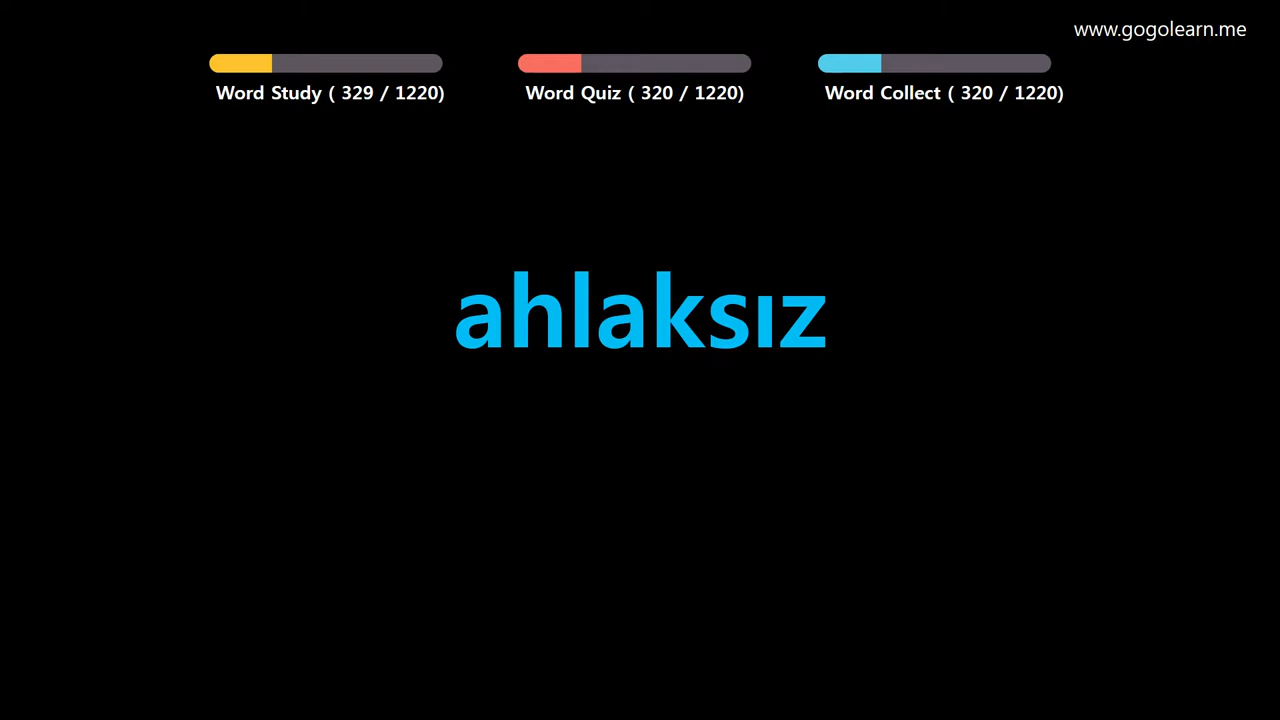 www.gogolearn.me
Word Study ( 329 / 1220)
Word Quiz ( 320 / 1220)
Word Collect ( 320 / 1220)
ahlaksız